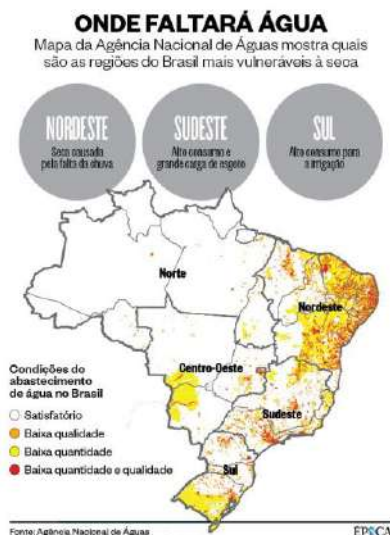 ONDE FALTARÁ ÁGUA
Mapa da Agência Nacional de Águas mostra quais
são as regiões do Brasil mais vulneráveis à seca
NORDESTE
Seca causada
pela falta da chuva
SUDESTE
Alto consumo e
grande carga de esgoto
SUL
Alto consumo para
a irrigação
Norte
Nordeste
Centro-Oeste
Sudeste
Sul
Condições do
abastecimento
de água no Brasil
Satisfatório
Baixa qualidade
Baixa quantidade
Baixa quantidade e qualidade
Fonte: Agência Nacional de Águas
ÉPOCA